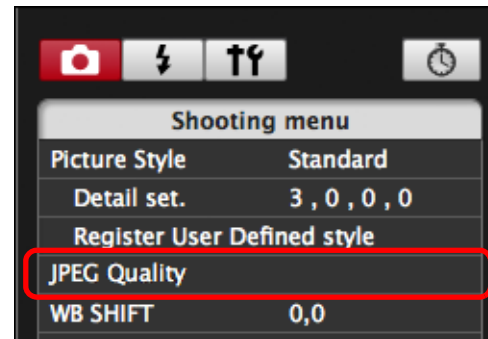 Shooting menu
Picture Style Standard
Detail set. 3 , 0 , 0 , 0
Register User Defined style
JPEG Quality
WB SHIFT 0,0